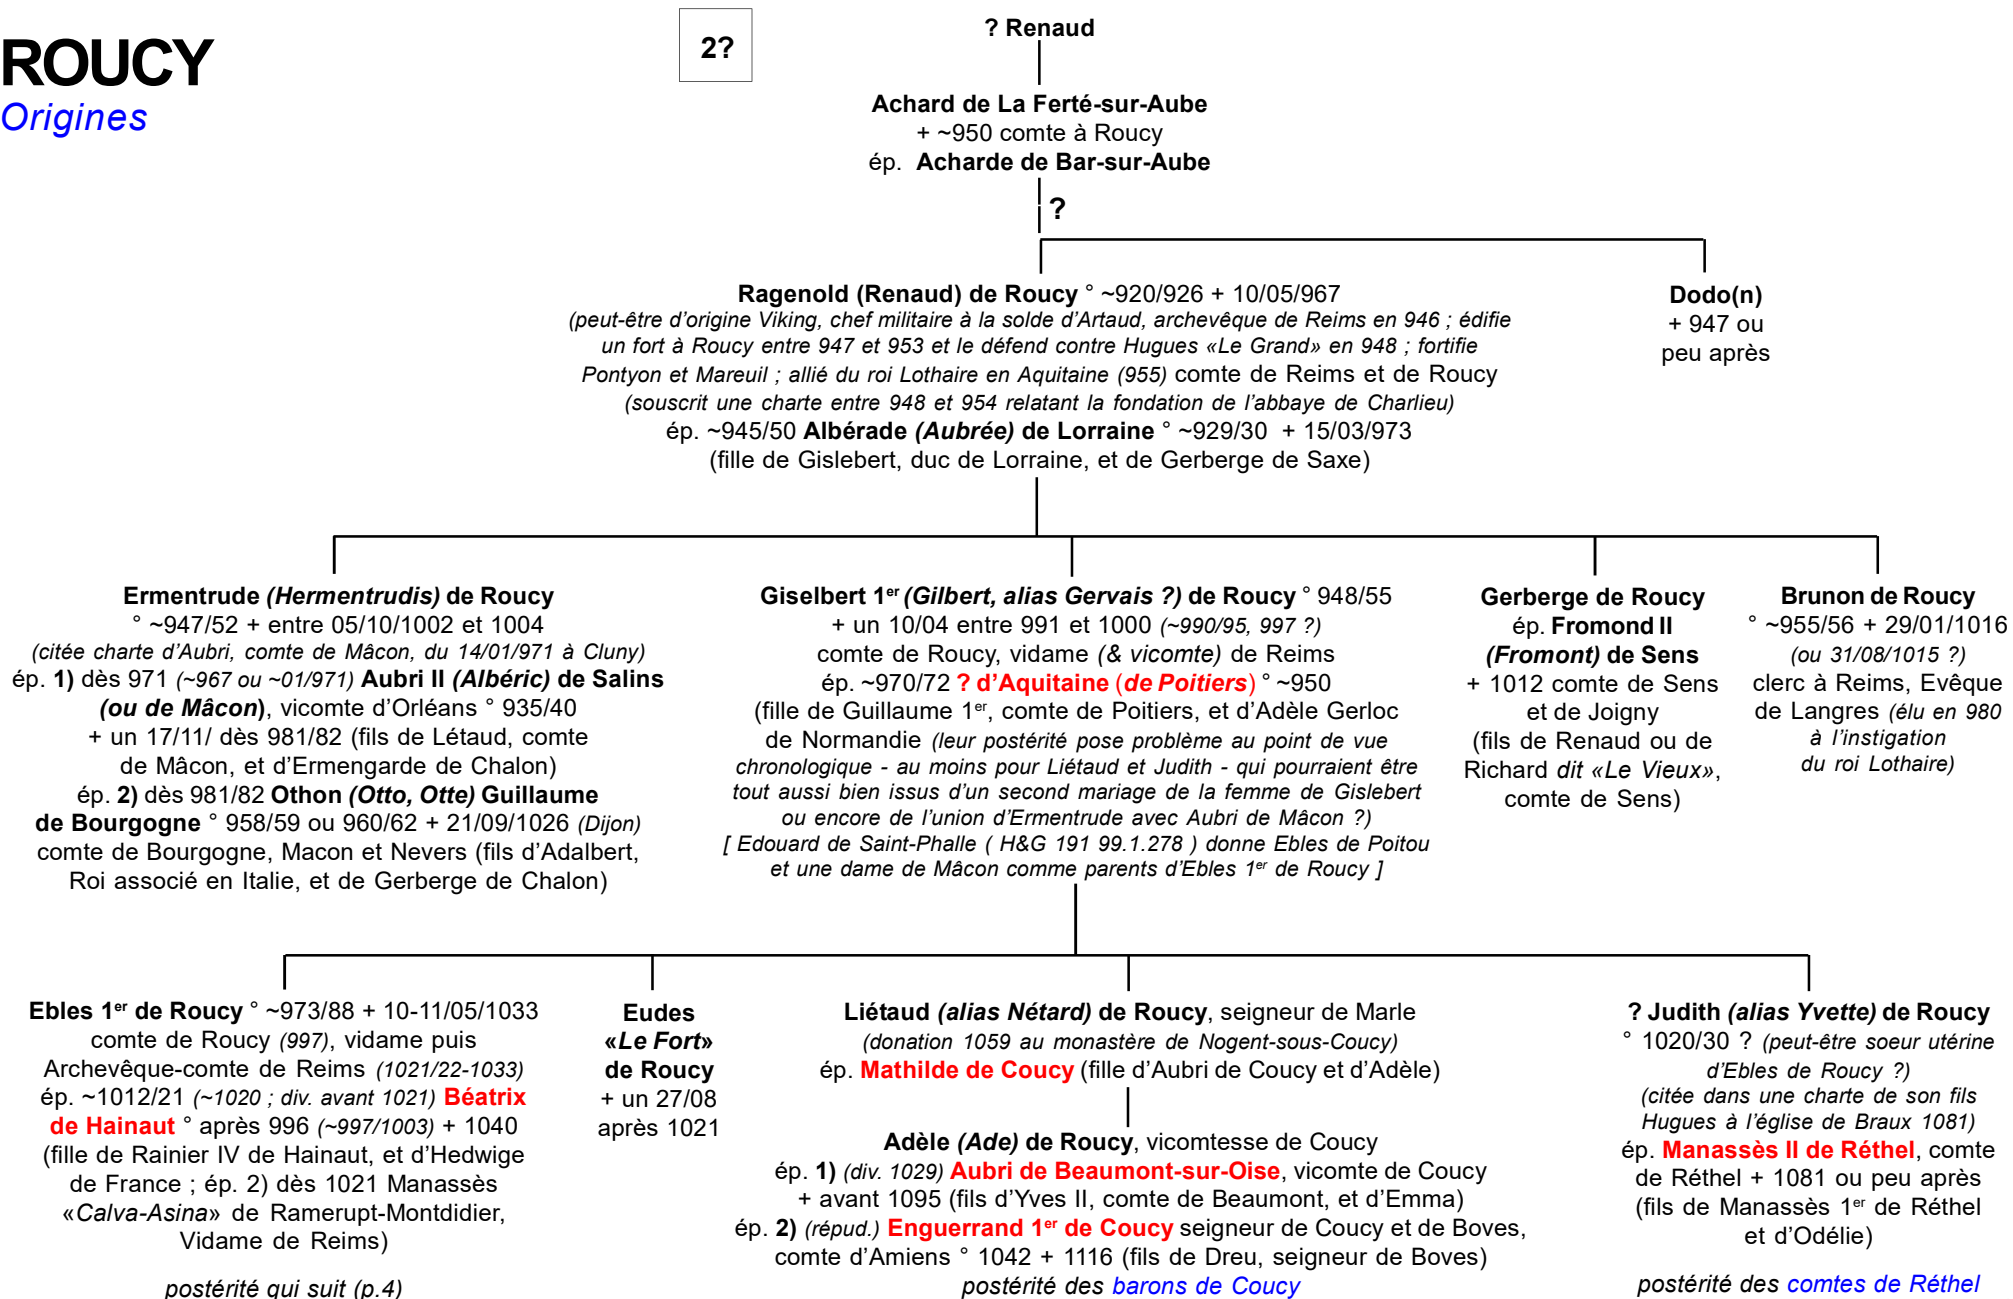 ROUCY
Origines
2?
? Renaud
Achard de La Ferté-sur-Aube
+ ~950 comte à Roucy
ép. Acharde de Bar-sur-Aube
?
Ragenold (Renaud) de Roucy ° ~920/926 + 10/05/967
(peut-être d'origine Viking, chef militaire à la solde d'Artaud, archevêque de Reims en 946 ; édifie
un fort à Roucy entre 947 et 953 et le défend contre Hugues «Le Grand» en 948 ; fortifie
Pontyon et Mareuil ; allié du roi Lothaire en Aquitaine (955) comte de Reims et de Roucy
(souscrit une charte entre 948 et 954 relatant la fondation de l'abbaye de Charlieu)
ép. ~945/50 Albérade (Aubrée) de Lorraine ° ~929/30 + 15/03/973
(fille de Gislebert, duc de Lorraine, et de Gerberge de Saxe)
Dodo(n)
+ 947 ou
peu après
Ermentrude (Hermentrudis) de Roucy
° ~947/52 + entre 05/10/1002 et 1004
(citée charte d'Aubri, comte de Mâcon, du 14/01/971 à Cluny)
ép. 1) dès 971 (~967 ou ~01/971) Aubri II (Albéric) de Salins
(ou de Mâcon), vicomte d'Orléans ° 935/40
+ un 17/11/ dès 981/82 (fils de Létaud, comte
de Mâcon, et d'Ermengarde de Chalon)
ép. 2) dès 981/82 Othon (Otto, Otte) Guillaume
de Bourgogne ° 958/59 ou 960/62 + 21/09/1026 (Dijon)
comte de Bourgogne, Macon et Nevers (fils d'Adalbert,
Roi associé en Italie, et de Gerberge de Chalon)
Giselbert 1er (Gilbert, alias Gervais ?) de Roucy ° 948/55
+ un 10/04 entre 991 et 1000 (~990/95, 997 ?)
comte de Roucy, vidame (& vicomte) de Reims
ép. ~970/72 ? d'Aquitaine (de Poitiers) ° ~950
(fille de Guillaume 1er, comte de Poitiers, et d'Adèle Gerloc
de Normandie (leur postérité pose problème au point de vue
chronologique - au moins pour Liétaud et Judith - qui pourraient être
tout aussi bien issus d'un second mariage de la femme de Gislebert
ou encore de l'union d'Ermentrude avec Aubri de Mâcon ?)
[ Edouard de Saint-Phalle ( H&G 191 99.1.278 ) donne Ebles de Poitou
et une dame de Mâcon comme parents d'Ebles 1er de Roucy ]
Gerberge de Roucy
ép. Fromond II
(Fromont) de Sens
+ 1012 comte de Sens
et de Joigny
(fils de Renaud ou de
Richard dit «Le Vieux»,
comte de Sens)
Brunon de Roucy
° ~955/56 + 29/01/1016
(ou 31/08/1015 ?)
clerc à Reims, Evêque
de Langres (élu en 980
à l'instigation
du roi Lothaire)
Ebles 1er de Roucy ° ~973/88 + 10-11/05/1033
comte de Roucy (997), vidame puis
Archevêque-comte de Reims (1021/22-1033)
ép. ~1012/21 (~1020 ; div. avant 1021) Béatrix
de Hainaut ° après 996 (~997/1003) + 1040
(fille de Rainier IV de Hainaut, et d'Hedwige
de France ; ép. 2) dès 1021 Manassès
«Calva-Asina» de Ramerupt-Montdidier,
Vidame de Reims)
postérité qui suit (p.4)
Eudes
«Le Fort»
de Roucy
+ un 27/08
après 1021
Liétaud (alias Nétard) de Roucy, seigneur de Marle
(donation 1059 au monastère de Nogent-sous-Coucy)
ép. Mathilde de Coucy (fille d'Aubri de Coucy et d'Adèle)
Adèle (Ade) de Roucy, vicomtesse de Coucy
ép. 1) (div. 1029) Aubri de Beaumont-sur-Oise, vicomte de Coucy
+ avant 1095 (fils d'Yves II, comte de Beaumont, et d'Emma)
ép. 2) (répud.) Enguerrand 1er de Coucy seigneur de Coucy et de Boves,
comte d'Amiens ° 1042 + 1116 (fils de Dreu, seigneur de Boves)
postérité des barons de Coucy
? Judith (alias Yvette) de Roucy
° 1020/30 ? (peut-être soeur utérine
d'Ebles de Roucy ?)
(citée dans une charte de son fils
Hugues à l'église de Braux 1081)
ép. Manassès II de Réthel, comte
de Réthel + 1081 ou peu après
(fils de Manassès 1er de Réthel
et d'Odélie)
postérité des comtes de Réthel